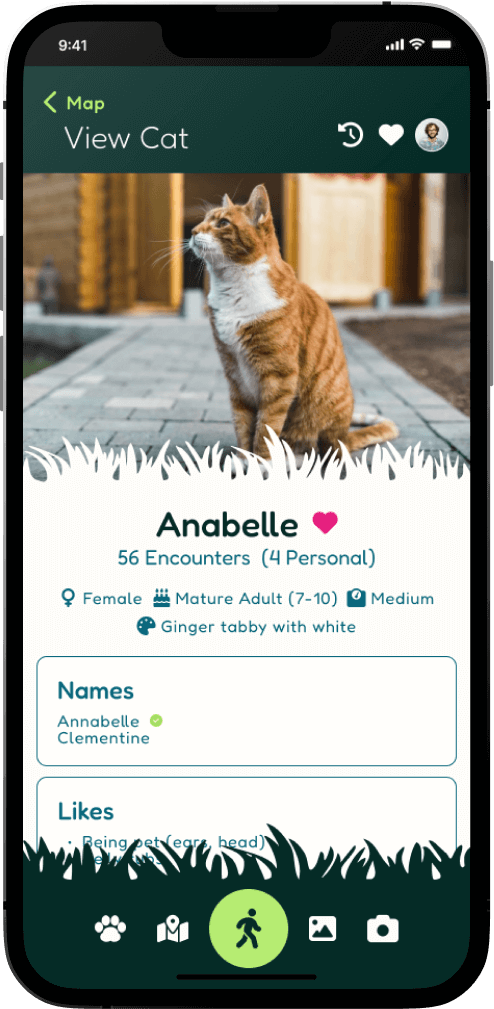 9:41
Map
View Cat
Anabelle
56 Encounters (4 Personal)
Female Mature Adult (7-10) Medium
Ginger tabby with white
Names
Annabelle
Clementine
Likes
• Being pet (ears, head)